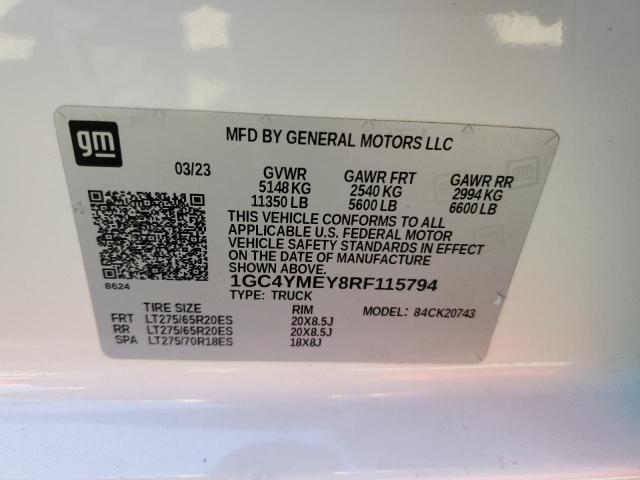 gm
MFD BY GENERAL MOTORS LLC
03/23 GVWR GAWR FRT GAWR RR
5148 KG 2540 KG 2994 KG
11350 LB 5600 LB 6600 LB
THIS VEHICLE CONFORMS TO ALL
APPLICABLE U.S. FEDERAL MOTOR
VEHICLE SAFETY STANDARDS IN EFFECT
ON THE DATE OF MANUFACTURE
8624
1GC4YMEY8RF115794
TYPE: TRUCK
TIRE SIZE RIM MODEL: 84CK20743
FRT LT275/65R20ES 20X8.5J
RR LT275/65R20ES 20X8.5J
SPA LT275/70R18ES 18X8J